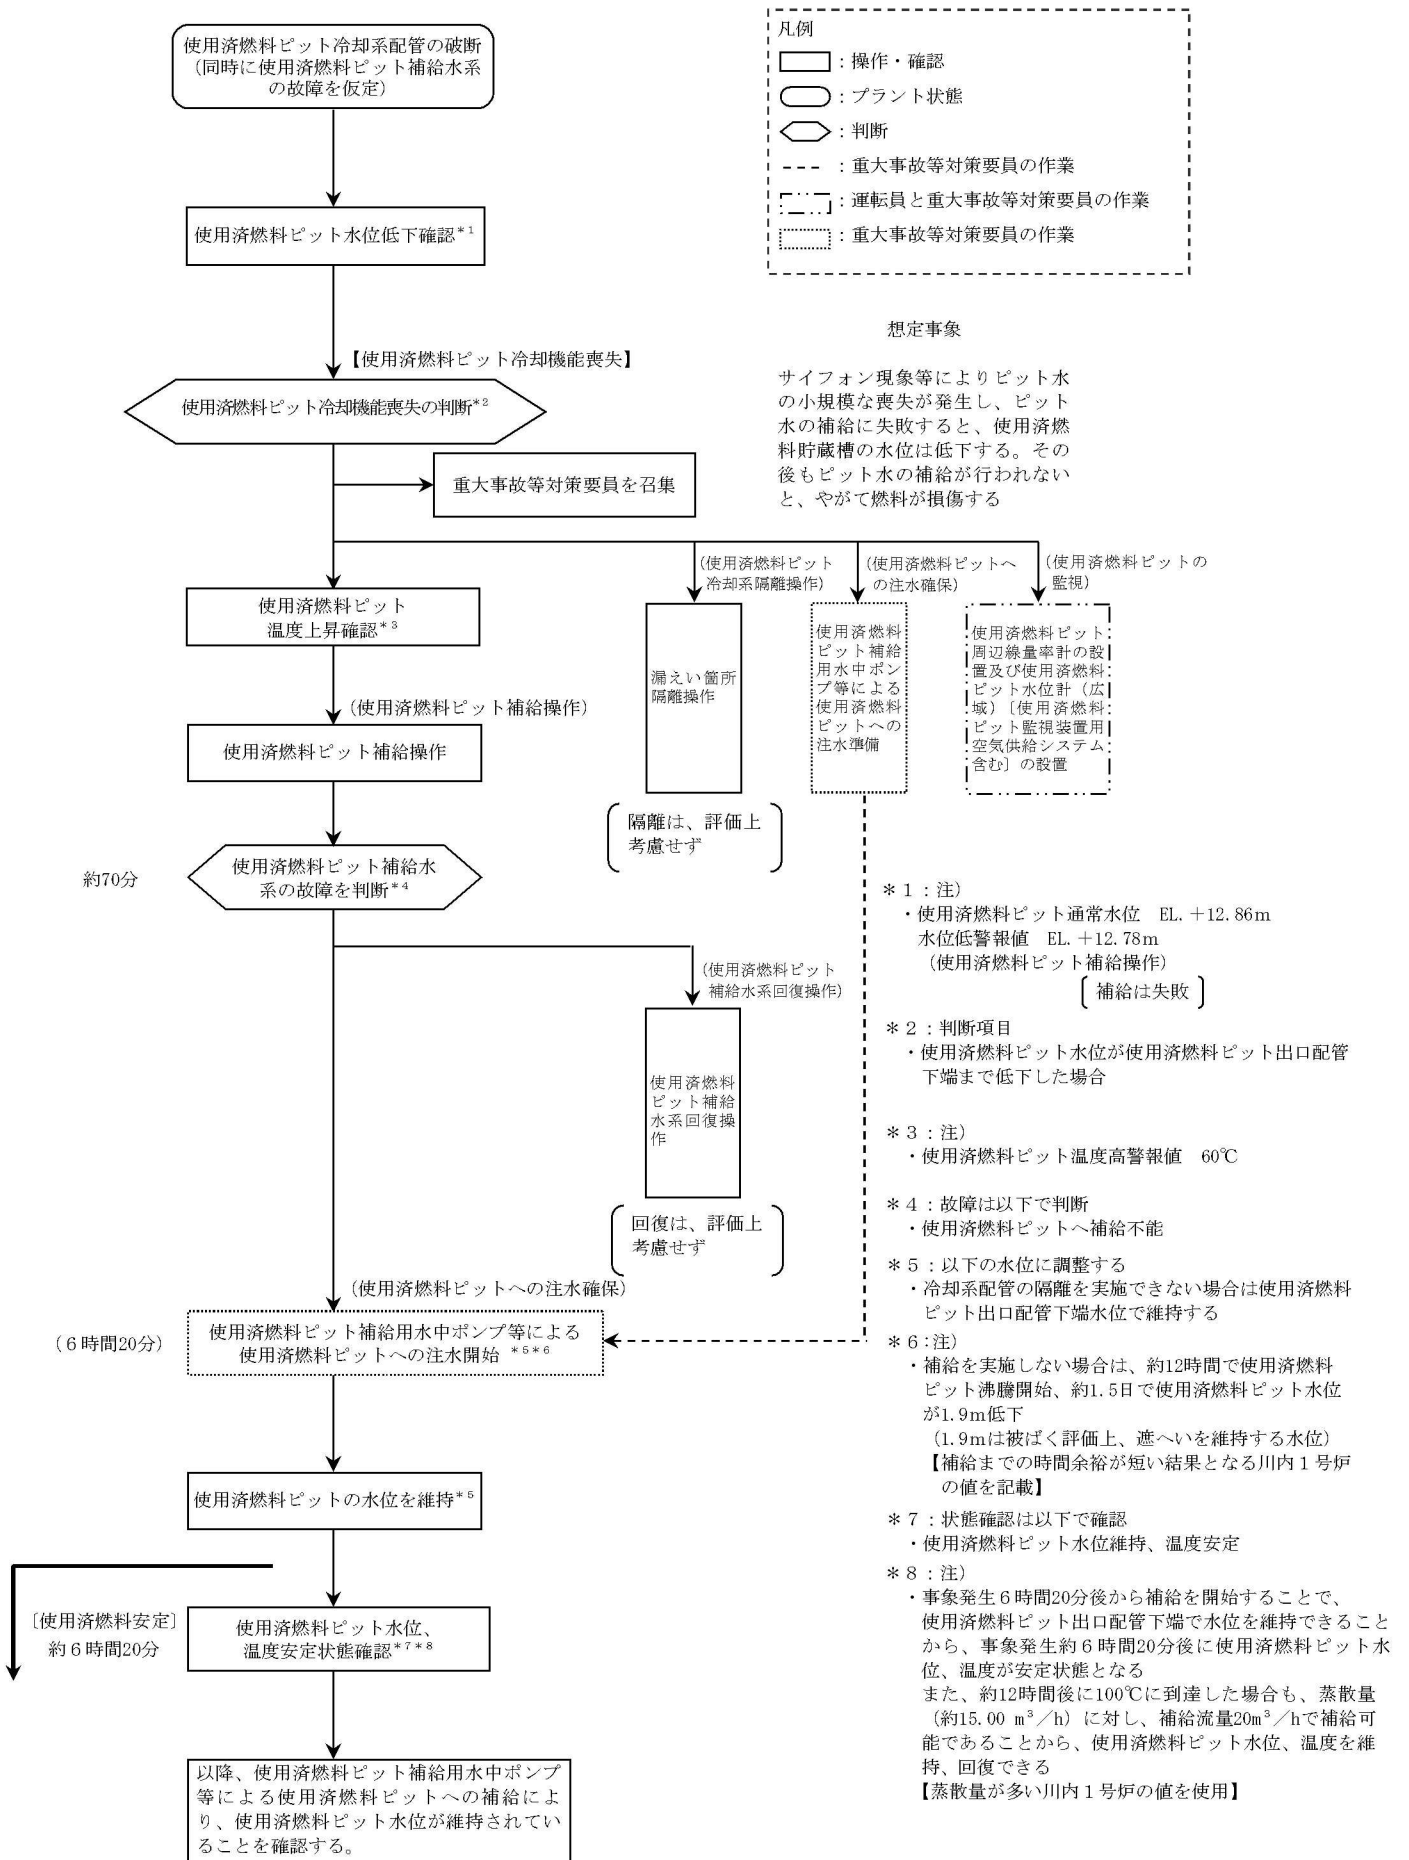 使用済燃料ピット冷却系配管の破断
（同時に使用済燃料ピット補給水系
の故障を仮定）
凡例
：操作・確認
：プラント状態
：判断
：重大事故等対策要員の作業
：運転員と重大事故等対策要員の作業
：重大事故等対策要員の作業
使用済燃料ピット水位低下確認＊1
【使用済燃料ピット冷却機能喪失】
使用済燃料ピット冷却機能喪失の判断＊2
重大事故等対策要員を召集
想定事象
サイフォン現象等によりピット水
の小規模な喪失が発生し、ピット
水の補給に失敗すると、使用済燃
料貯蔵槽の水位は低下する。その
後もピット水の補給が行われない
と、やがて燃料が損傷する
使用済燃料ピット
温度上昇確認＊3
（使用済燃料ピット
冷却系隔離操作）
漏えい箇所
隔離操作
隔離は、評価上
考慮せず
（使用済燃料ピットへ
の注水確保）
使用済燃料
ピット補給
用水中ポン
プ等による
使用済燃料
ピットへの
注水準備
（使用済燃料ピットの
監視）
使用済燃料ピット
周辺線量率計の設
置及び使用済燃料
ピット水位計（広
域）〔使用済燃料
ピット監視装置用
空気供給システム
含む〕の設置
（使用済燃料ピット補給操作）
使用済燃料ピット補給操作
約70分
使用済燃料ピット補給水
系の故障を判断＊4
（使用済燃料ピット
補給水系回復操作）
使用済燃料
ピット補給
水系回復操
作
回復は、評価上
考慮せず
（使用済燃料ピットへの注水確保）
（６時間20分）
使用済燃料ピット補給用水中ポンプ等による
使用済燃料ピットへの注水開始 ＊5＊6
使用済燃料ピットの水位を維持＊5
〔使用済燃料安定〕
約６時間20分
使用済燃料ピット水位、
温度安定状態確認＊7＊8
以降、使用済燃料ピット補給用水中ポンプ
等による使用済燃料ピットへの補給によ
り、使用済燃料ピット水位が維持されてい
ることを確認する。
＊１：注）
・使用済燃料ピット通常水位　EL.＋12.86m
水位低警報値　EL.＋12.78m
（使用済燃料ピット補給操作）
補給は失敗
＊２：判断項目
・使用済燃料ピット水位が使用済燃料ピット出口配管
下端まで低下した場合
＊３：注）
・使用済燃料ピット温度高警報値　60℃
＊４：故障は以下で判断
・使用済燃料ピットへ補給不能
＊５：以下の水位に調整する
・冷却系配管の隔離を実施できない場合は使用済燃料
ピット出口配管下端水位で維持する
＊６:注）
・補給を実施しない場合は、約12時間で使用済燃料
ピット沸騰開始、約1.5日で使用済燃料ピット水位
が1.9m低下
（1.9mは被ばく評価上、遮へいを維持する水位）
【補給までの時間余裕が短い結果となる川内１号炉
の値を記載】
＊７：状態確認は以下で確認
・使用済燃料ピット水位維持、温度安定
＊８：注）
・事象発生６時間20分後から補給を開始することで、
使用済燃料ピット出口配管下端で水位を維持できること
から、事象発生約６時間20分後に使用済燃料ピット水
位、温度が安定状態となる
また、約12時間後に100℃に到達した場合も、蒸散量
（約15.00 m³／h）に対し、補給流量20m³／hで補給可
能であることから、使用済燃料ピット水位、温度を維
持、回復できる
【蒸散量が多い川内１号炉の値を使用】